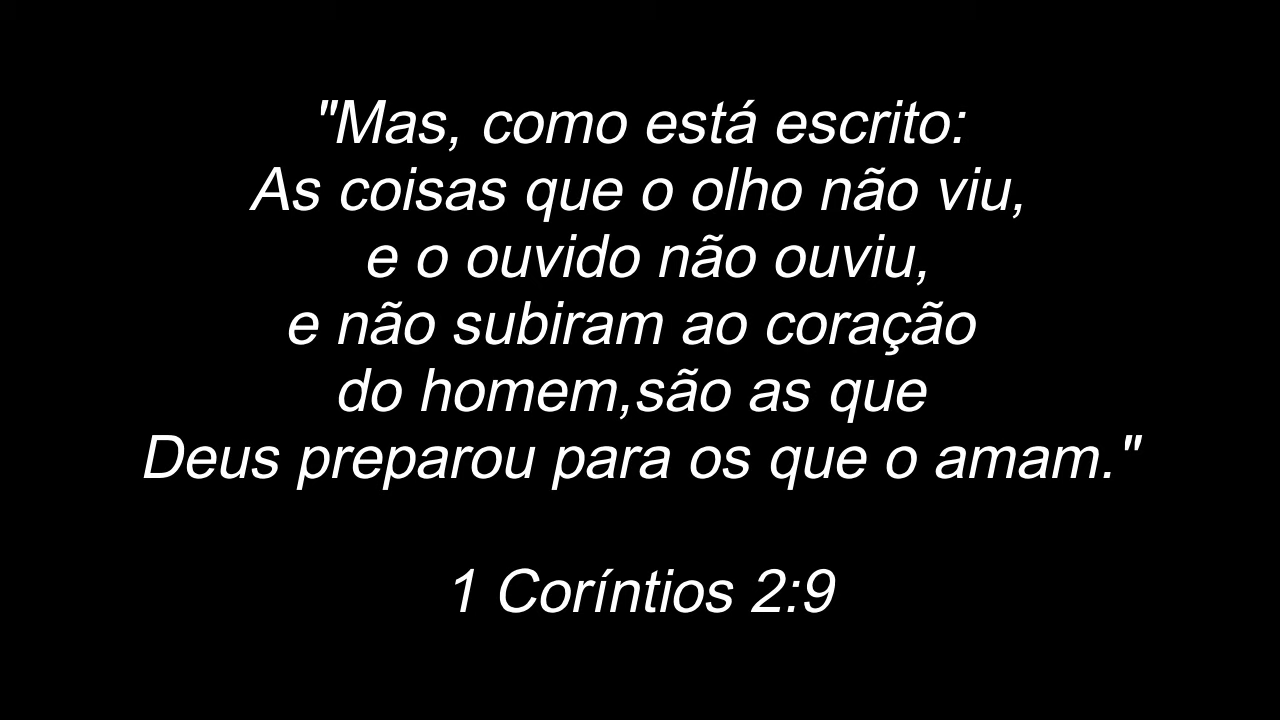 "Mas, como está escrito:
As coisas que o olho não viu,
e o ouvido não ouviu,
e não subiram ao coração
do homem,são as que
Deus preparou para os que o amam."
1 Coríntios 2:9